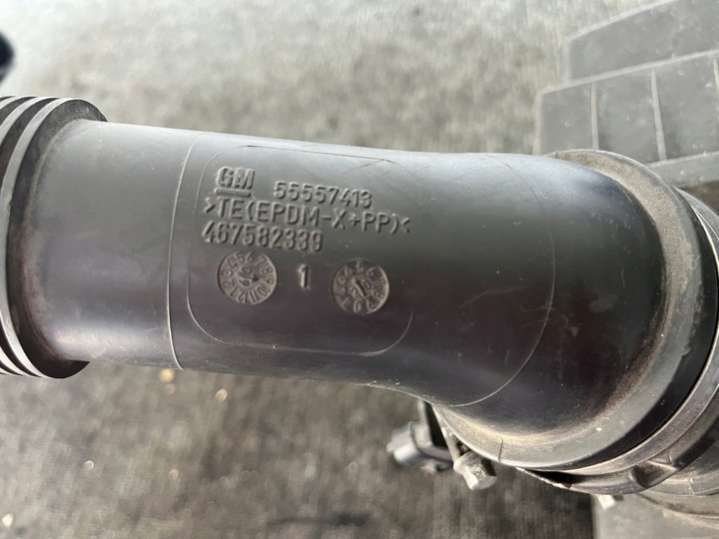 GM 55557413
>TE(EPDM-X+PP)<
467582339
1